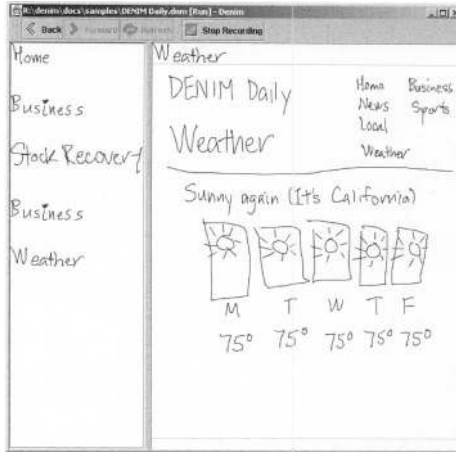 K:\denim\docs\samples\DENIM Daily.dnm [Run] - Denim
Back Forward Refresh Stop Recording
Home
Business
Stock Recovery
Business
Weather
Weather
DENIM Daily
Weather
Home Business
News Sports
Local
Weather
Sunny again (It's California)
M T W T F
75° 75° 75° 75° 75°